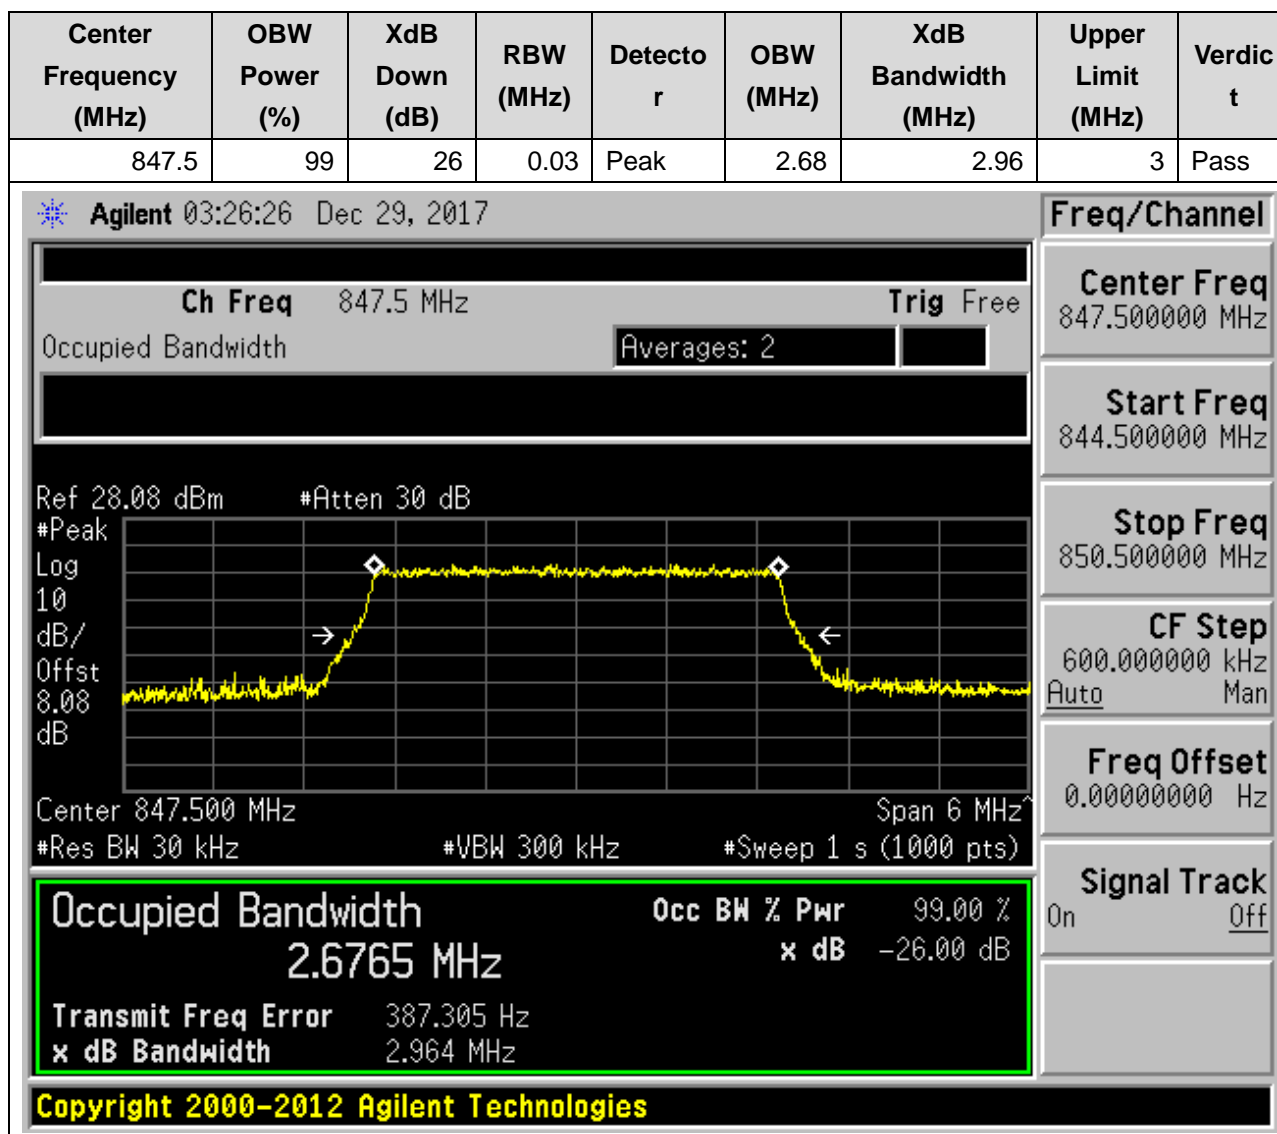 Center Frequency (MHz) OBW Power (%) XdB Down (dB) RBW (MHz) Detecto r OBW (MHz) XdB Bandwidth (MHz) Upper Limit (MHz) Verdic t
847.5 99 26 0.03 Peak 2.68 2.96 3 Pass
Agilent 03:26:26 Dec 29, 2017
Freq/Channel
Ch Freq 847.5 MHz Trig Free
Occupied Bandwidth Averages: 2
Ref 28.08 dBm #Atten 30 dB
#Peak
Log
10
dB/
Offst
8.08
dB
Center 847.500 MHz Span 6 MHz^
#Res BW 30 kHz #VBW 300 kHz #Sweep 1 s (1000 pts)
Occupied Bandwidth Occ BW % Pwr 99.00 %
2.6765 MHz x dB -26.00 dB
Transmit Freq Error 387.305 Hz
x dB Bandwidth 2.964 MHz
Center Freq
847.500000 MHz
Start Freq
844.500000 MHz
Stop Freq
850.500000 MHz
CF Step
600.000000 kHz
Auto Man
Freq Offset
0.00000000 Hz
Signal Track
On Off
Copyright 2000-2012 Agilent Technologies